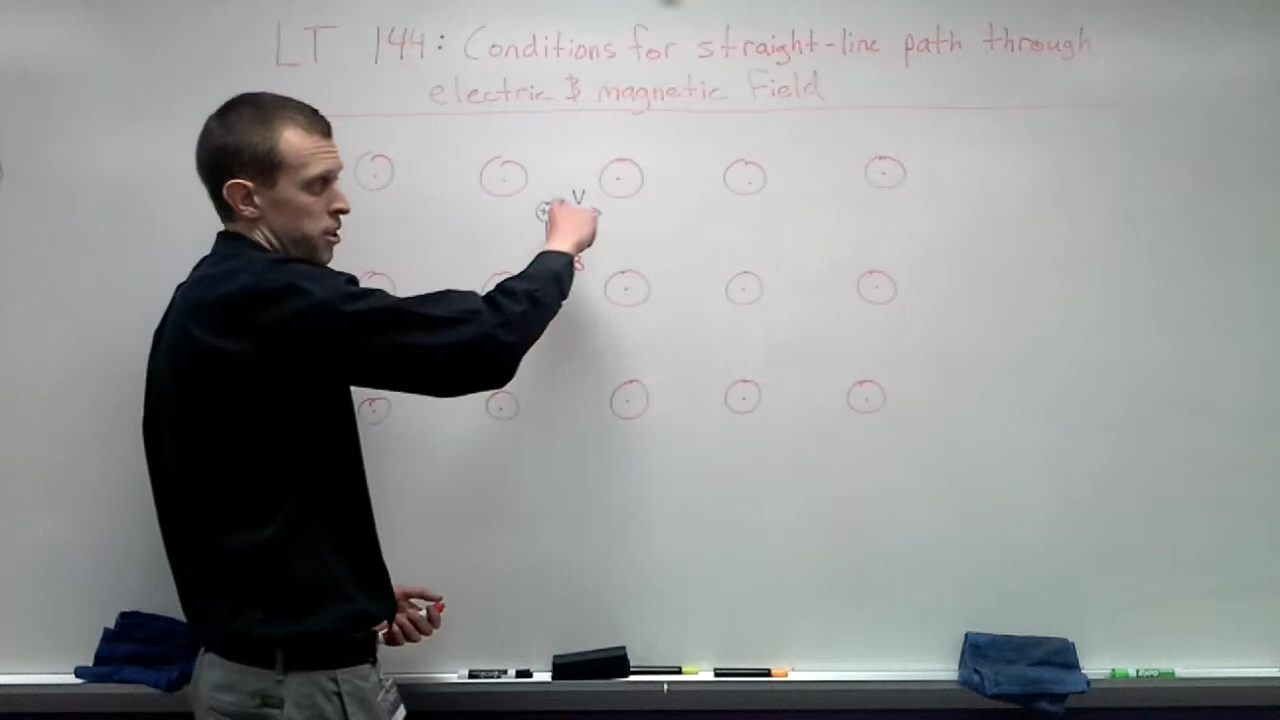 LT 144: Conditions for straight-line path through
electric & magnetic Field
V
+
B